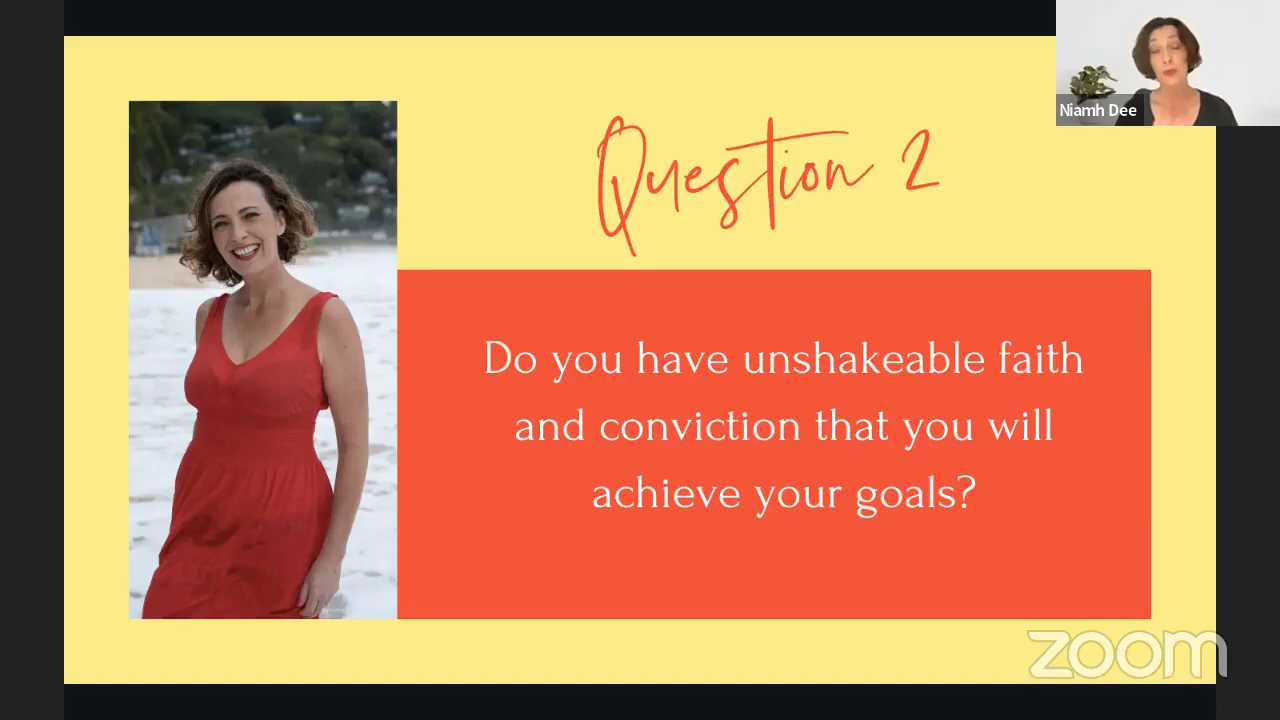 Niamh Dee
Question 2
Do you have unshakeable faith
and conviction that you will
achieve your goals?
zoom